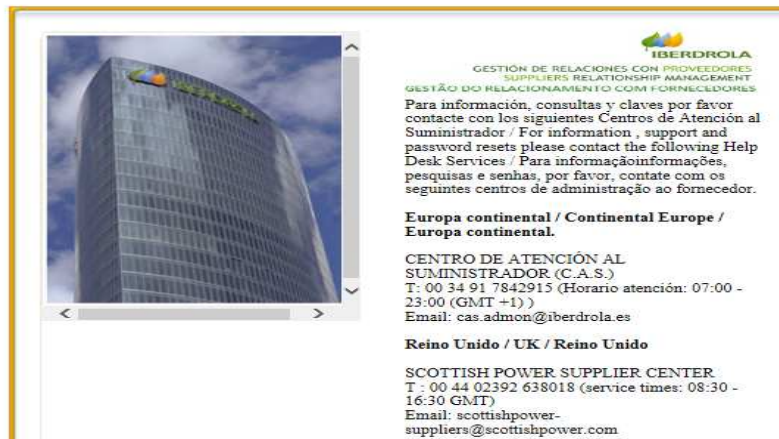 IBERDROLA
IBERDROLA
GESTIÓN DE RELACIONES CON PROVEEDORES
SUPPLIERS RELATIONSHIP MANAGEMENT
GESTÃO DO RELACIONAMENTO COM FORNECEDORES
Para información, consultas y claves por favor
contacte con los siguientes Centros de Atención al
Suministrador / For information , support and
password resets please contact the following Help
Desk Services / Para informaçãoinformações,
pesquisas e senhas, por favor, contate com os
seguintes centros de administração ao fornecedor.
Europa continental / Continental Europe /
Europa continental.
CENTRO DE ATENCIÓN AL
SUMINISTRADOR (C.A.S.)
T: 00 34 91 7842915 (Horario atención: 07:00 -
23:00 (GMT +1) )
Email: cas.admon@iberdrola.es
Reino Unido / UK / Reino Unido
SCOTTISH POWER SUPPLIER CENTER
T : 00 44 02392 638018 (service times: 08:30 -
16:30 GMT)
Email: scottishpower-
suppliers@scottishpower.com